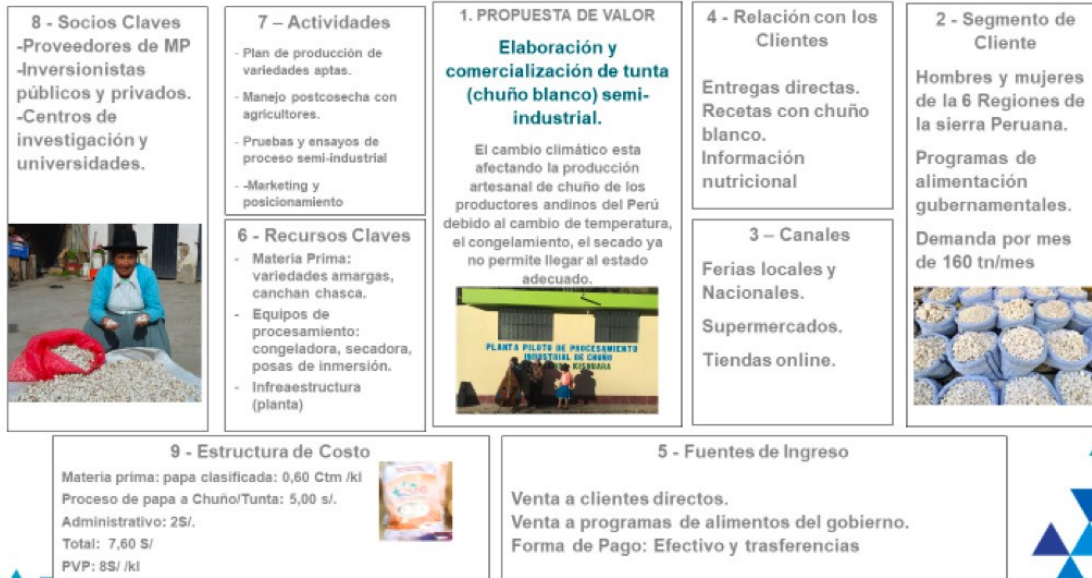 8 - Socios Claves
-Proveedores de MP
-Inversionistas
públicos y privados.
-Centros de
investigación y
universidades.
7 – Actividades
- Plan de producción de
variedades aptas.
- Manejo postcosecha con
agricultores.
- Pruebas y ensayos de
proceso semi-industrial
- -Marketing y
posicionamiento
6 - Recursos Claves
- Materia Prima:
variedades amargas,
canchan chasca.
- Equipos de
procesamiento:
congeladora, secadora,
posas de inmersión.
- Infreaestructura
(planta)
1. PROPUESTA DE VALOR
Elaboración y
comercialización de tunta
(chuño blanco) semi-
industrial.
El cambio climático esta
afectando la producción
artesanal de chuño de los
productores andinos del Perú
debido al cambio de temperatura,
el congelamiento, el secado ya
no permite llegar al estado
adecuado.
PLANTA PILOTO DE PROCESAMIENTO
INDUSTRIAL DE CHUÑO
KISHUARA
4 - Relación con los
Clientes
Entregas directas.
Recetas con chuño
blanco.
Información
nutricional
3 – Canales
Ferias locales y
Nacionales.
Supermercados.
Tiendas online.
2 - Segmento de
Cliente
Hombres y mujeres
de la 6 Regiones de
la sierra Peruana.
Programas de
alimentación
gubernamentales.
Demanda por mes
de 160 tn/mes
9 - Estructura de Costo
Materia prima: papa clasificada: 0,60 Ctm /kl
Proceso de papa a Chuño/Tunta: 5,00 s/.
Administrativo: 2S/.
Total: 7,60 S/
PVP: 8S/ /kl
5 - Fuentes de Ingreso
Venta a clientes directos.
Venta a programas de alimentos del gobierno.
Forma de Pago: Efectivo y trasferencias